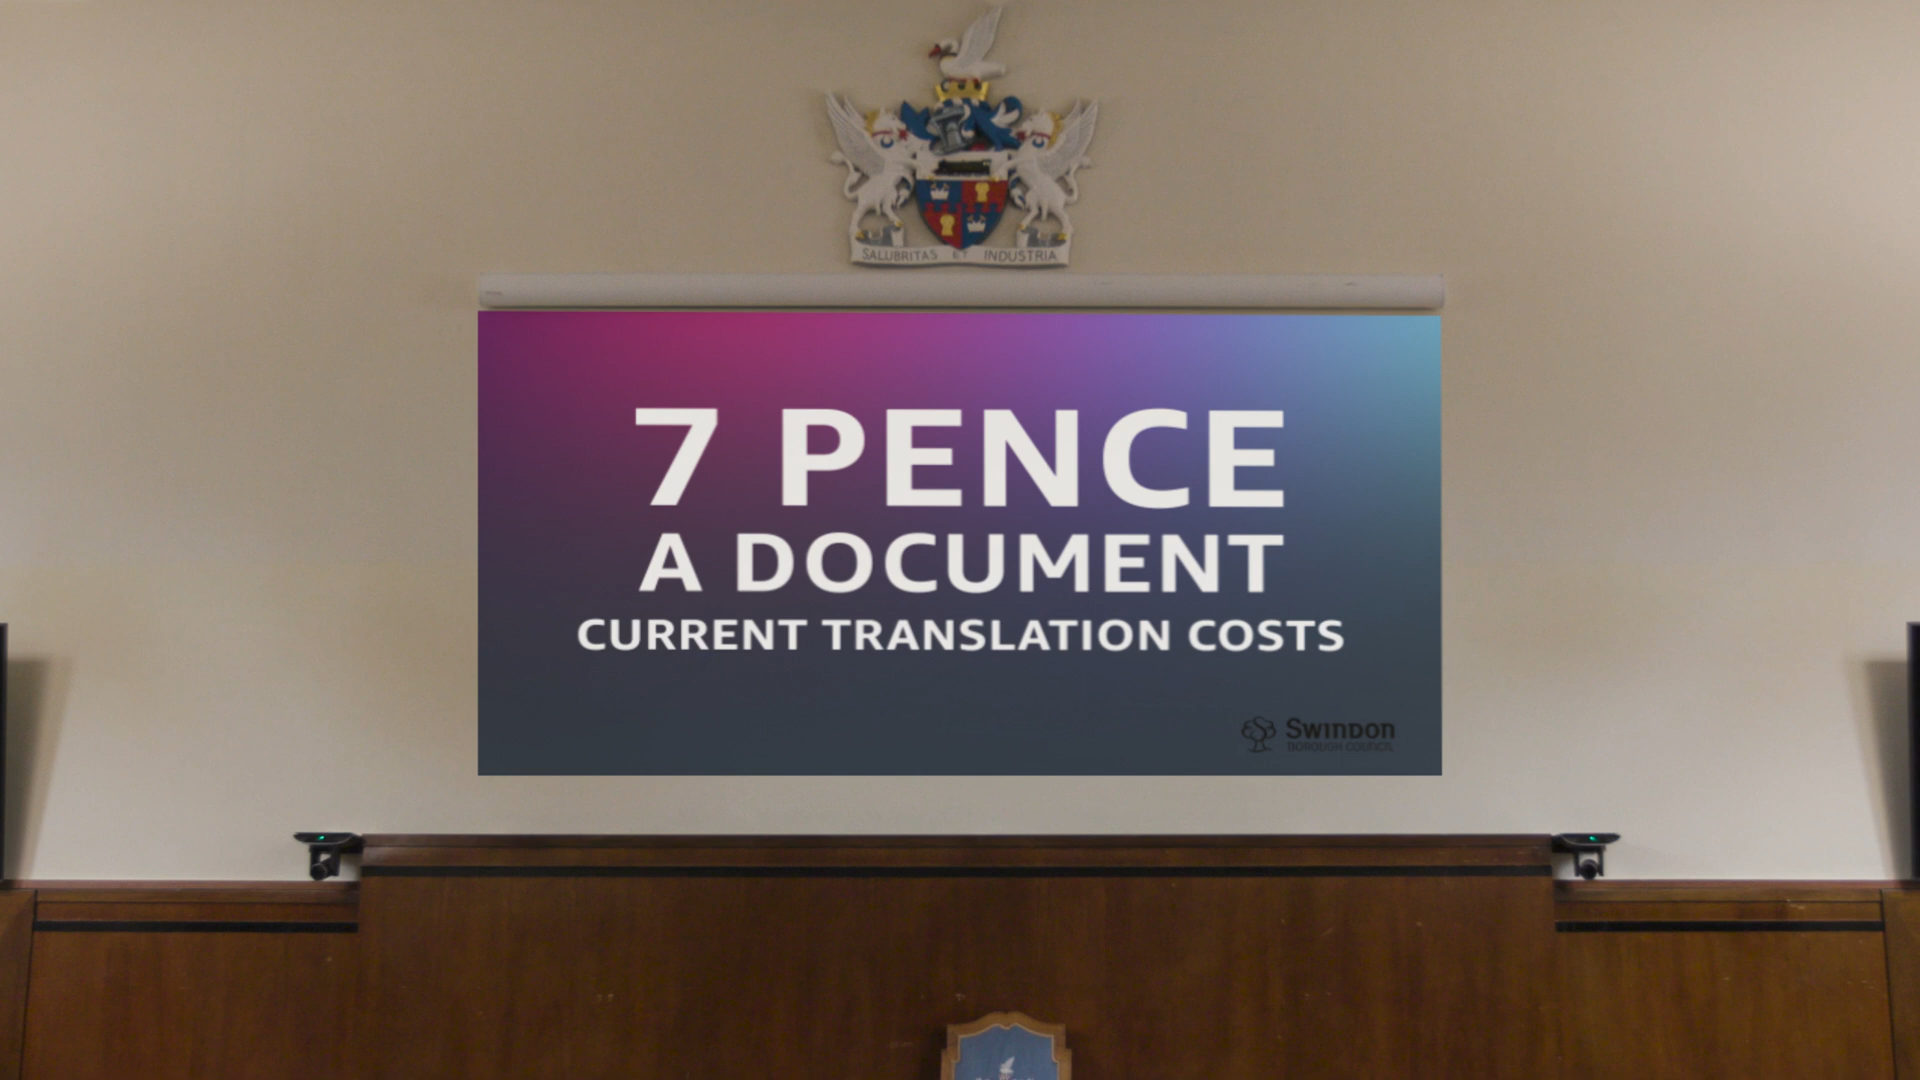 SALUBRITAS ET INDUSTRIA
7 PENCE
A DOCUMENT
CURRENT TRANSLATION COSTS
SWINDON
BOROUGH COUNCIL